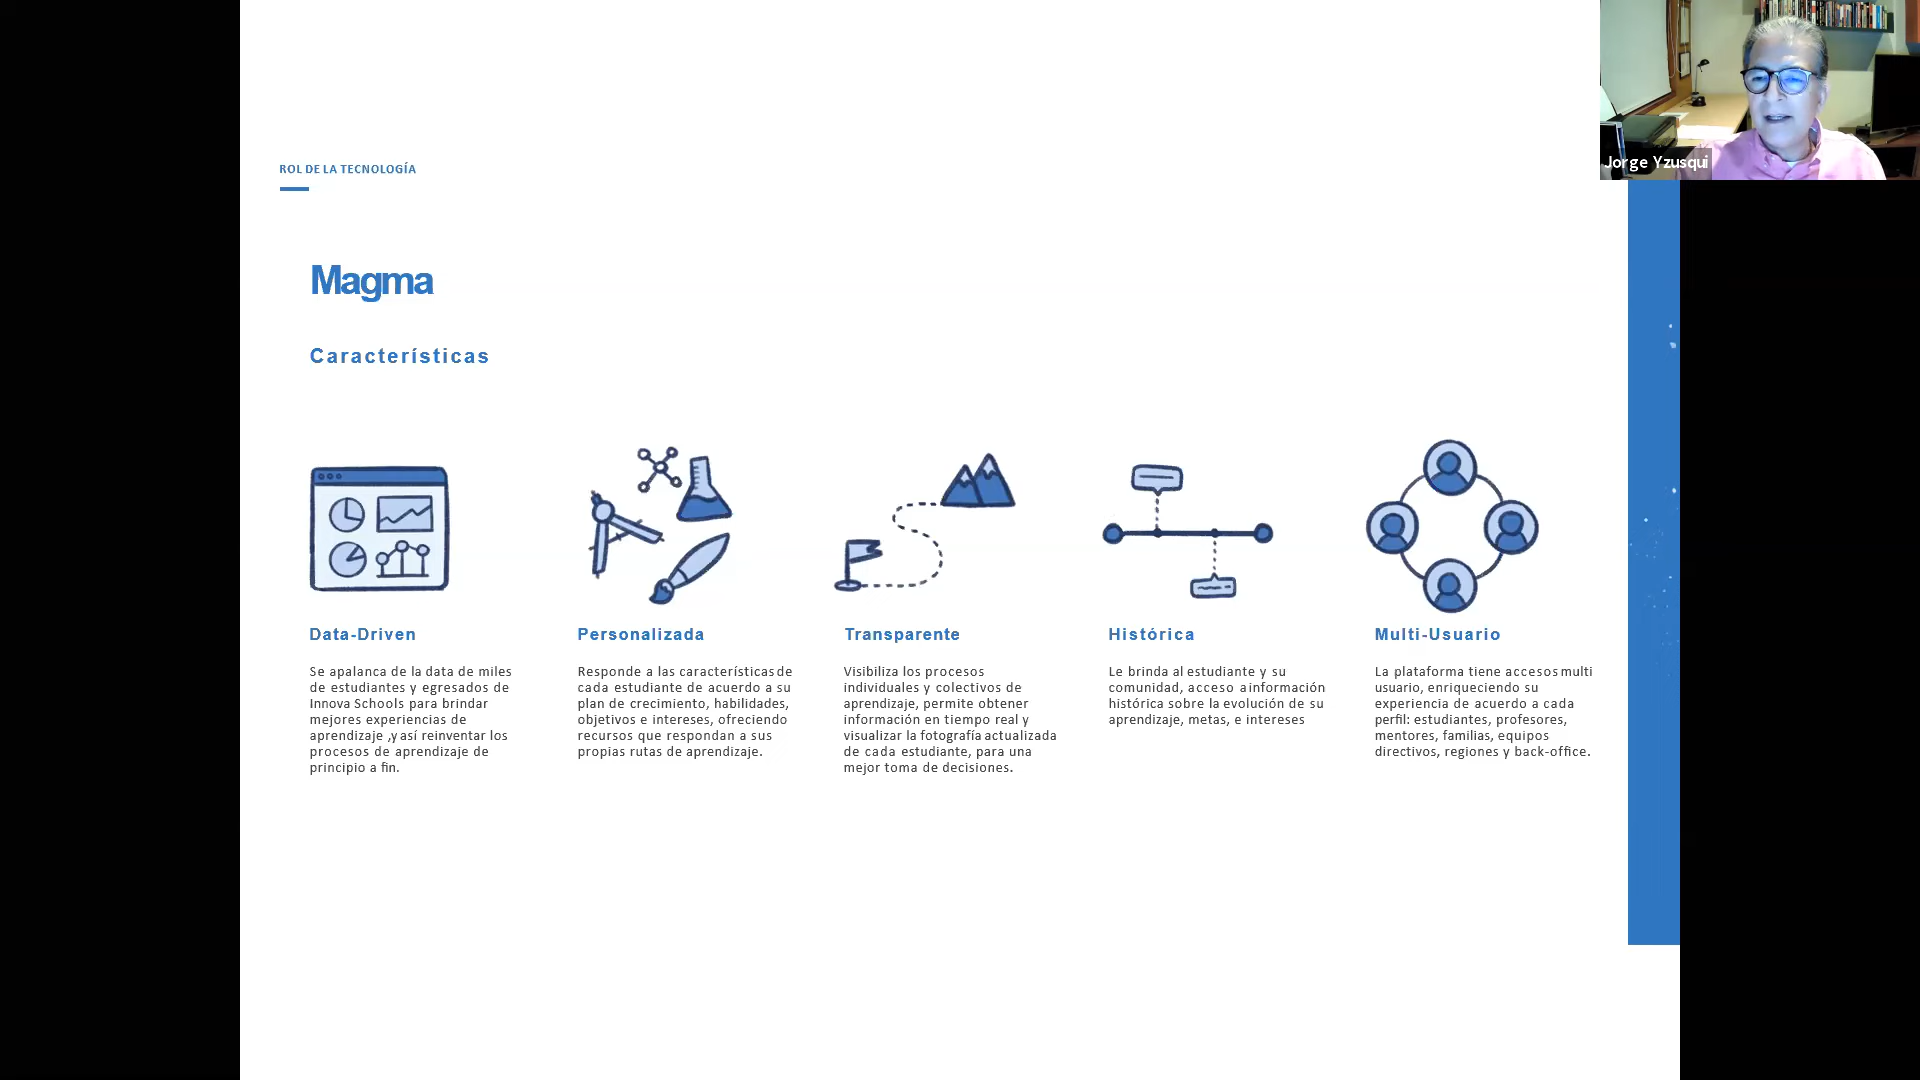 Jorge Yzusqui
ROL DE LA TECNOLOGÍA
Magma
Características
Data-Driven
Se apalanca de la data de miles
de estudiantes y egresados de
Innova Schools para brindar
mejores experiencias de
aprendizaje ,y así reinventar los
procesos de aprendizaje de
principio a fin.
Personalizada
Responde a las características de
cada estudiante de acuerdo a su
plan de crecimiento, habilidades,
objetivos e intereses, ofreciendo
recursos que respondan a sus
propias rutas de aprendizaje.
Transparente
Visibiliza los procesos
individuales y colectivos de
aprendizaje, permite obtener
información en tiempo real y
visualizar la fotografía actualizada
de cada estudiante, para una
mejor toma de decisiones.
Histórica
Le brinda al estudiante y su
comunidad, acceso a información
histórica sobre la evolución de su
aprendizaje, metas, e intereses
Multi-Usuario
La plataforma tiene accesos multi
usuario, enriqueciendo su
experiencia de acuerdo a cada
perfil: estudiantes, profesores,
mentores, familias, equipos
directivos, regiones y back-office.